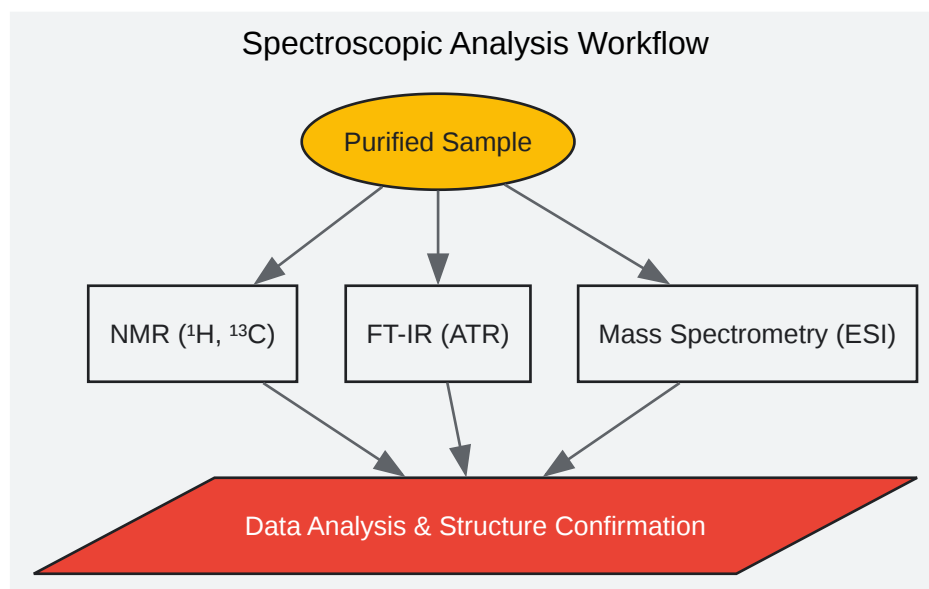 Spectroscopic Analysis Workflow
Purified Sample
NMR (¹H, ¹³C)
FT-IR (ATR)
Mass Spectrometry (ESI)
Data Analysis & Structure Confirmation